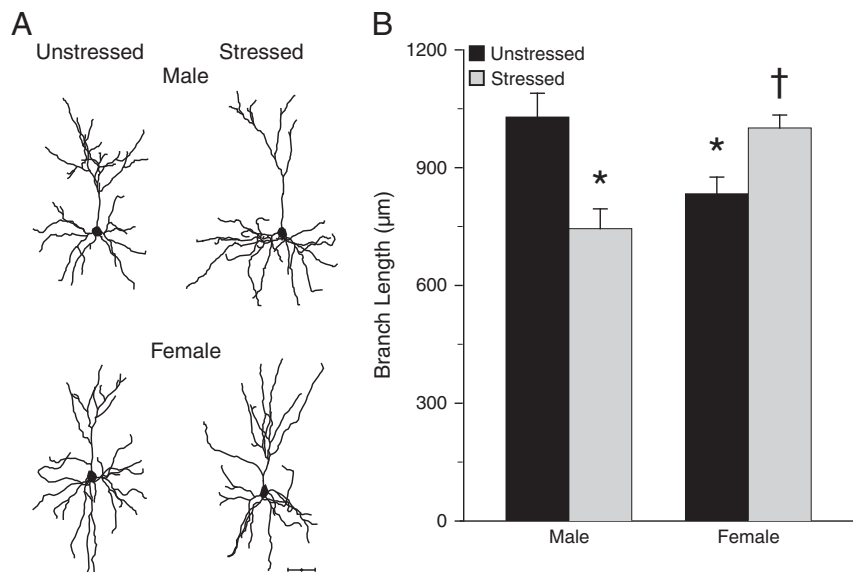 A
Unstressed
Stressed
Male
Female
B
Branch Length (µm)
1200
900
600
300
0
Unstressed
Stressed
*
*
†
Male
Female